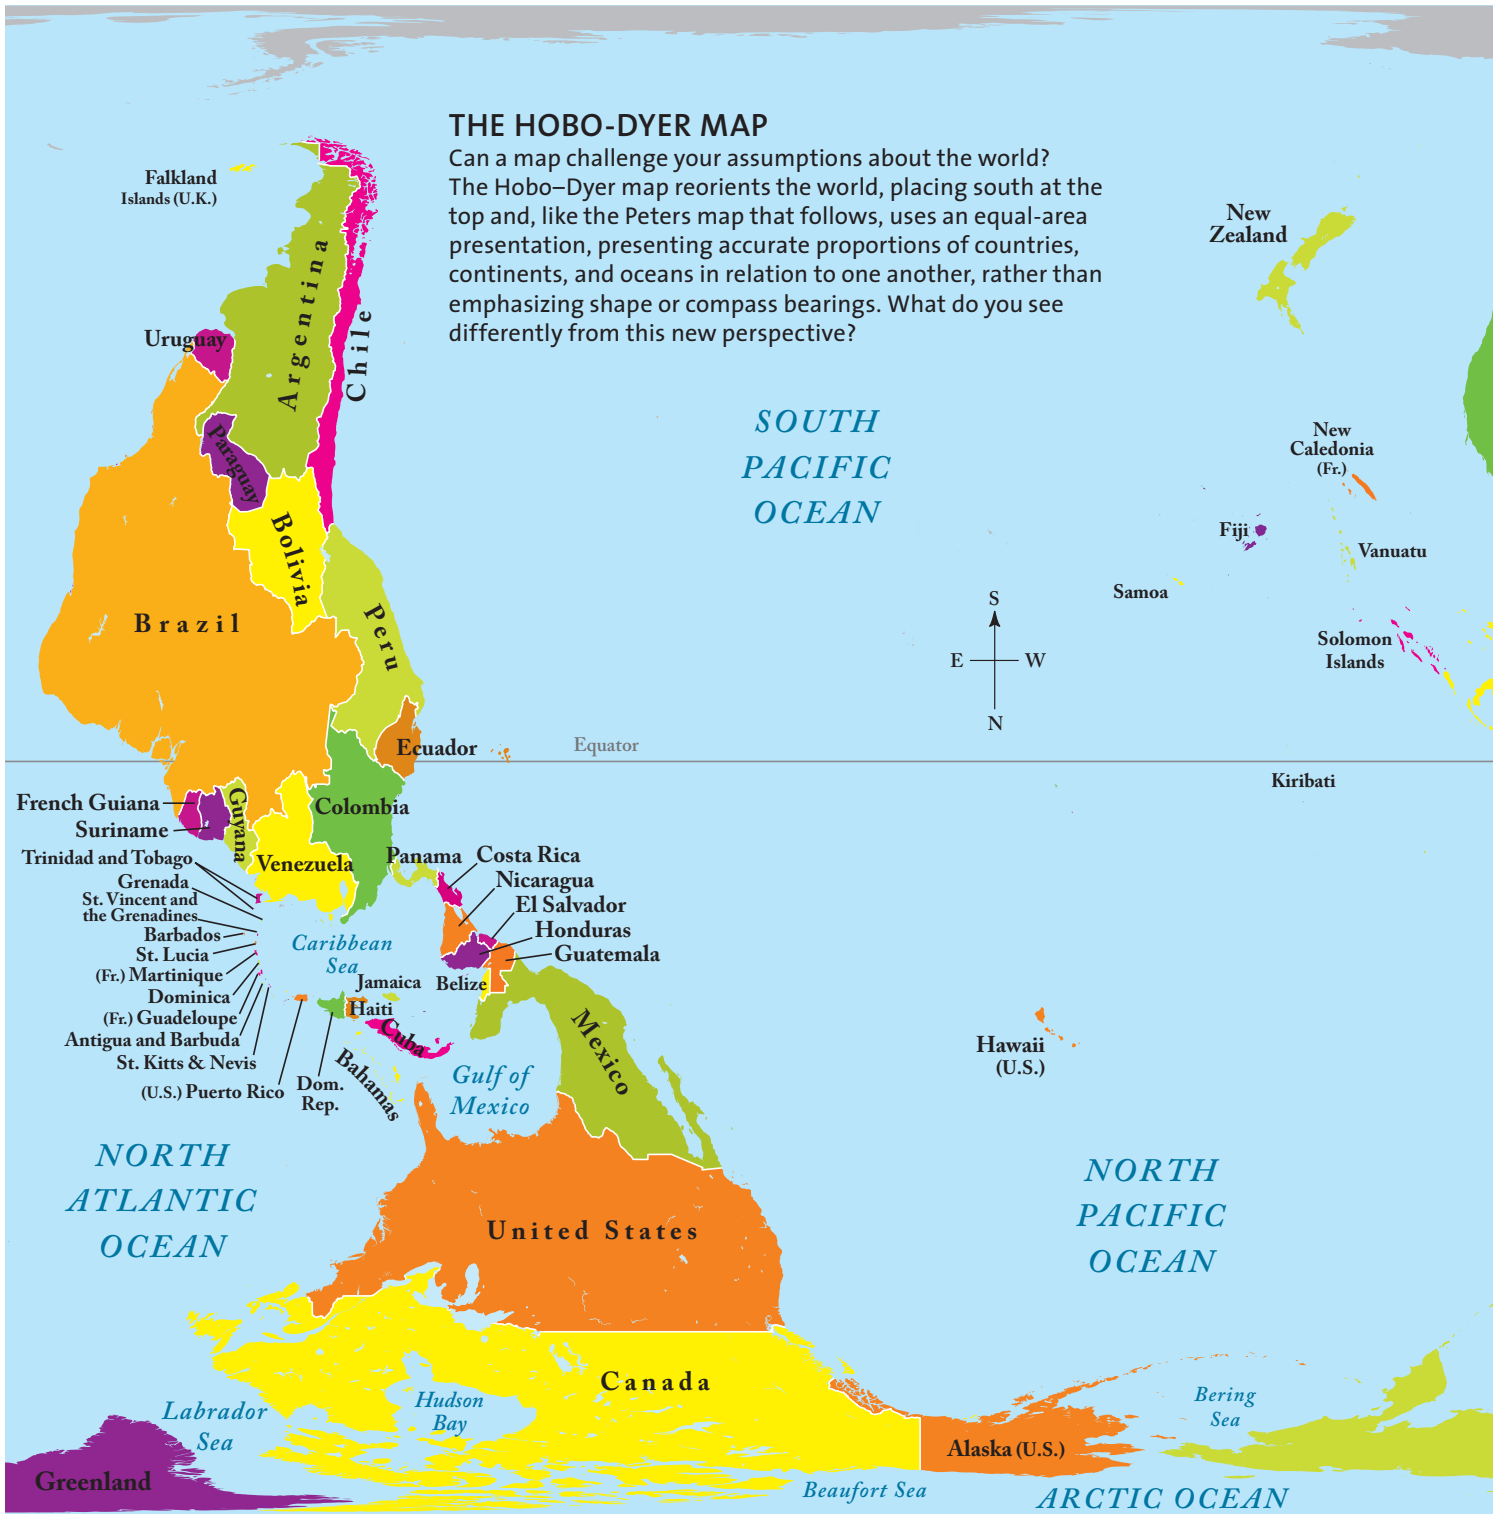 THE HOBO-DYER MAP
Can a map challenge your assumptions about the world?
The Hobo–Dyer map reorients the world, placing south at the
top and, like the Peters map that follows, uses an equal-area
presentation, presenting accurate proportions of countries,
continents, and oceans in relation to one another, rather than
emphasizing shape or compass bearings. What do you see
differently from this new perspective?
Falkland
Islands (U.K.)
New
Zealand
Argentina
Chile
Uruguay
SOUTH
PACIFIC
OCEAN
Paraguay
New
Caledonia
(Fr.)
Bolivia
Fiji
Vanuatu
Samoa
Brazil
Peru
S
E
W
N
Solomon
Islands
Ecuador
Equator
Kiribati
French Guiana
Suriname
Guyana
Colombia
Venezuela
Panama
Costa Rica
Nicaragua
El Salvador
Honduras
Guatemala
Belize
Trinidad and Tobago
Grenada
St. Vincent and
the Grenadines
Barbados
St. Lucia
(Fr.) Martinique
Dominica
(Fr.) Guadeloupe
Antigua and Barbuda
St. Kitts & Nevis
(U.S.) Puerto Rico
Dom.
Rep.
Caribbean
Sea
Jamaica
Haiti
Cuba
Bahamas
Gulf of
Mexico
Mexico
Hawaii
(U.S.)
NORTH
ATLANTIC
OCEAN
NORTH
PACIFIC
OCEAN
United States
Canada
Hudson
Bay
Labrador
Sea
Greenland
Alaska (U.S.)
Bering
Sea
Beaufort Sea
ARCTIC OCEAN